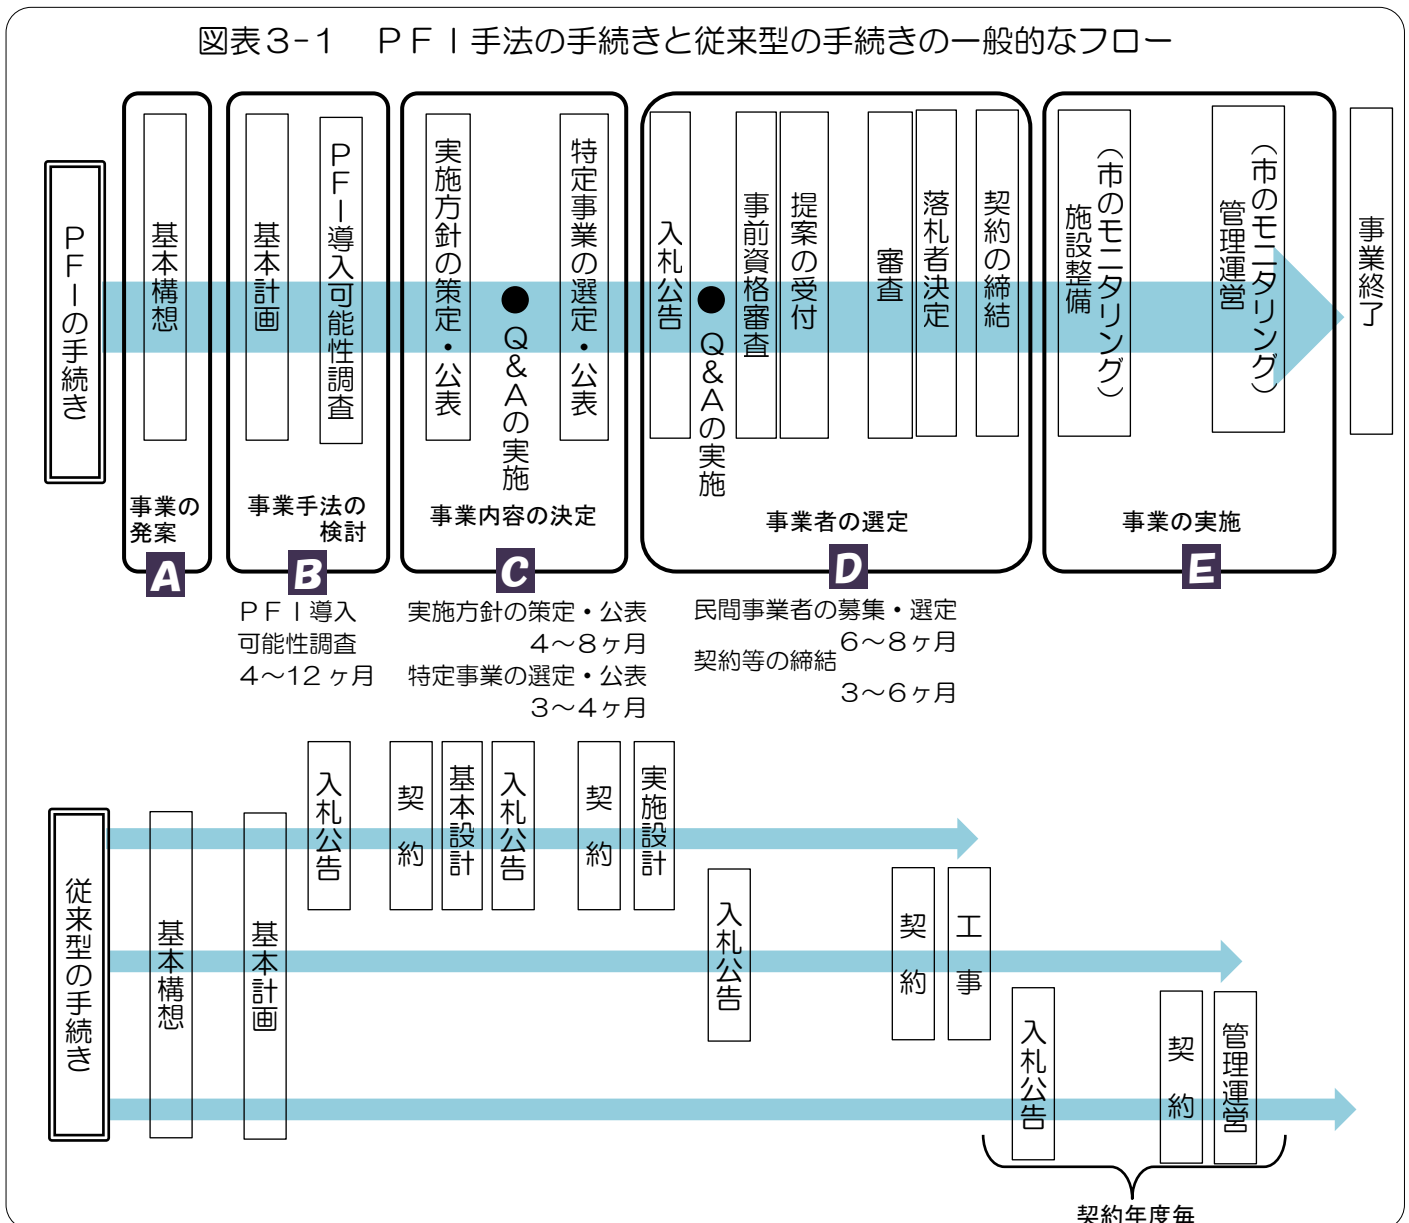 図表3-1　PFI手法の手続きと従来型の手続きの一般的なフロー
PFIの手続き
基本構想
事業の
発案
A
基本計画
PFI導入可能性調査
事業手法の
検討
B
実施方針の策定・公表
Q&Aの実施
特定事業の選定・公表
事業内容の決定
C
入札公告
Q&Aの実施
事前資格審査
提案の受付
審査
落札者決定
契約の締結
事業者の選定
D
(市のモニタリング)
施設整備
(市のモニタリング)
管理運営
事業の実施
E
事業終了
PFI導入
可能性調査
4～12ヶ月
実施方針の策定・公表
4～8ヶ月
特定事業の選定・公表
3～4ヶ月
民間事業者の募集・選定
6～8ヶ月
契約等の締結
3～6ヶ月
従来型の手続き
基本構想
基本計画
入札公告
契約
基本設計
入札公告
契約
実施設計
入札公告
契約
工事
入札公告
契約
管理運営
契約年度毎